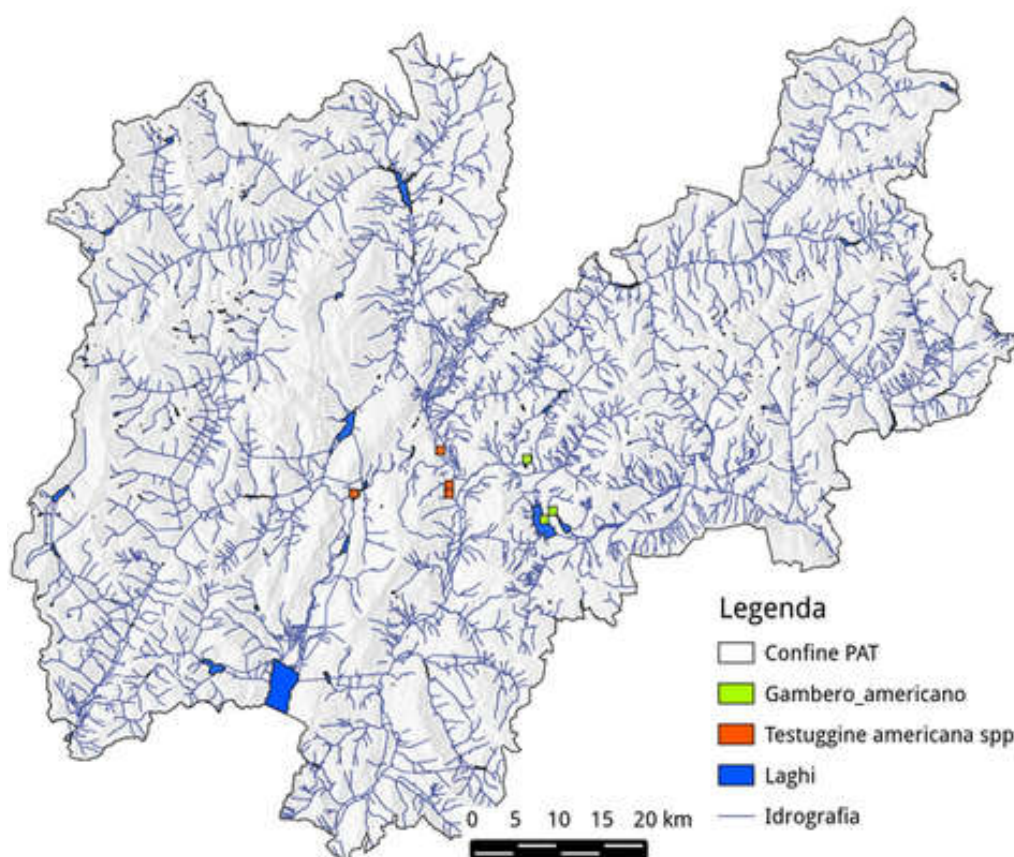 Legenda
Confine PAT
Gambero_americano
Testuggine americana spp
Laghi
Idrografia
0 5 10 15 20 km